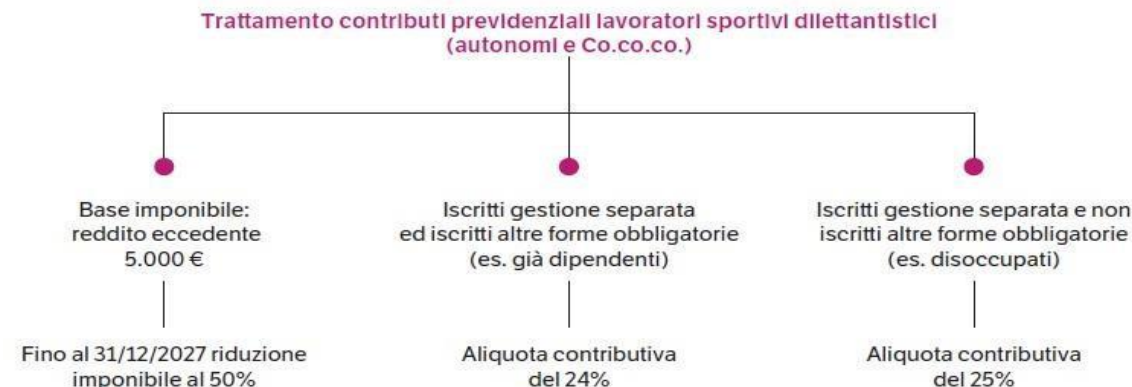 Trattamento contributi previdenziali lavoratori sportivi dilettantistici
(autonomi e Co.co.co.)
Base imponibile:
reddito eccedente
5.000 €
Iscritti gestione separata
ed iscritti altre forme obbligatorie
(es. già dipendenti)
Iscritti gestione separata e non
iscritti altre forme obbligatorie
(es. disoccupati)
Fino al 31/12/2027 riduzione
imponibile al 50%
Aliquota contributiva
del 24%
Aliquota contributiva
del 25%